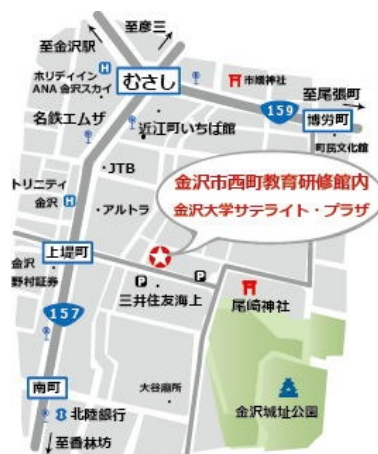 至彦三
至金沢駅
ホリディイン
ANA 金沢スカイ
むさし
市媛神社
至尾張町
159
博労町
名鉄エムザ
近江町いちば館
町民文化館
JTB
金沢市西町教育研修館内
金沢大学サテライト・プラザ
トリニティ
金沢
アルトラ
上堤町
金沢
野村証券
P
P
三井住友海上
尾崎神社
157
南町
大谷廟所
北陸銀行
金沢城址公園
至香林坊